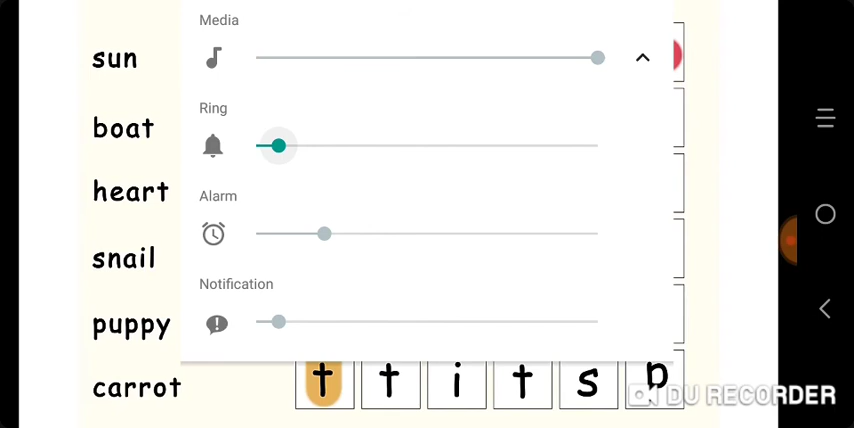 Media
sun
Ring
boat
heart
Alarm
snail
Notification
puppy
carrot
t t i t s p
DU RECORDER